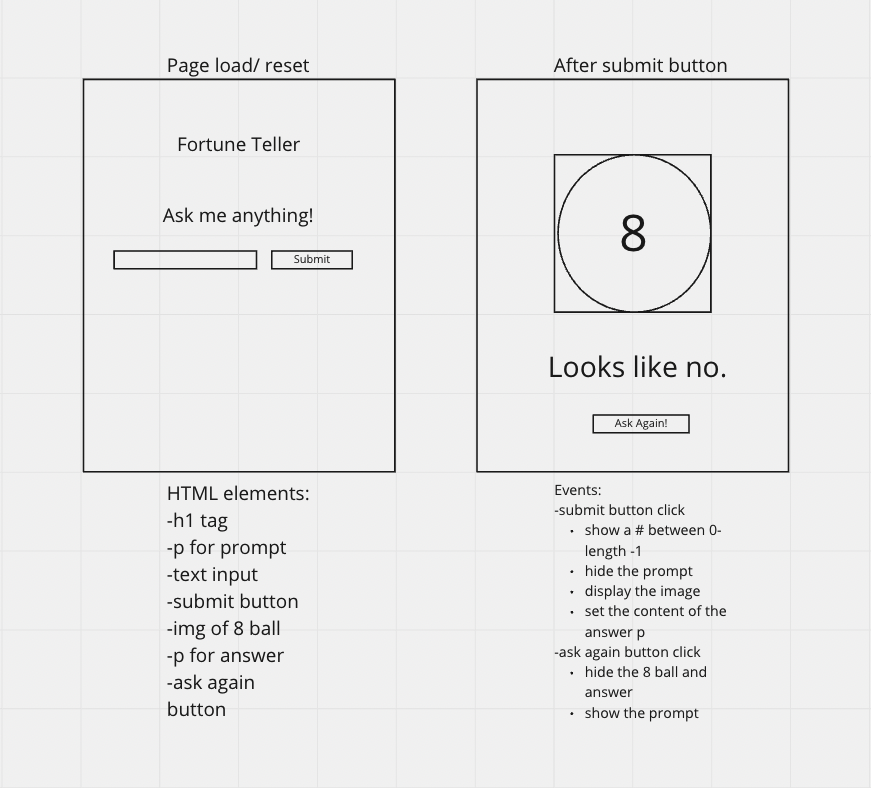 Page load/ reset
Fortune Teller
Ask me anything!
Submit
HTML elements:
-h1 tag
-p for prompt
-text input
-submit button
-img of 8 ball
-p for answer
-ask again
button
After submit button
8
Looks like no.
Ask Again!
Events:
-submit button click
• show a # between 0-
length -1
• hide the prompt
• display the image
• set the content of the
answer p
-ask again button click
• hide the 8 ball and
answer
• show the prompt